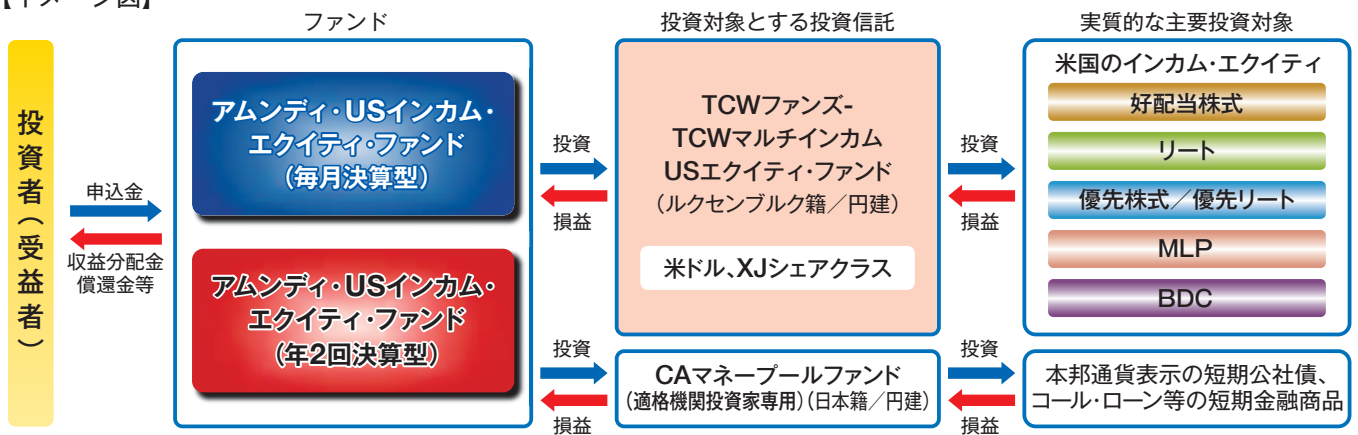 【イメージ図】
ファンド
投資対象とする投資信託
実質的な主要投資対象
投資者（受益者）
申込金
収益分配金
償還金等
アムンディ・USインカム・
エクイティ・ファンド
（毎月決算型）
アムンディ・USインカム・
エクイティ・ファンド
（年2回決算型）
投資
損益
TCWファンズ-
TCWマルチインカム
USエクイティ・ファンド
（ルクセンブルク籍／円建）
米ドル、XJシェアクラス
投資
損益
米国のインカム・エクイティ
好配当株式
リート
優先株式／優先リート
MLP
BDC
投資
損益
CAマネープールファンド
（適格機関投資家専用）（日本籍／円建）
投資
損益
本邦通貨表示の短期公社債、
コール・ローン等の短期金融商品